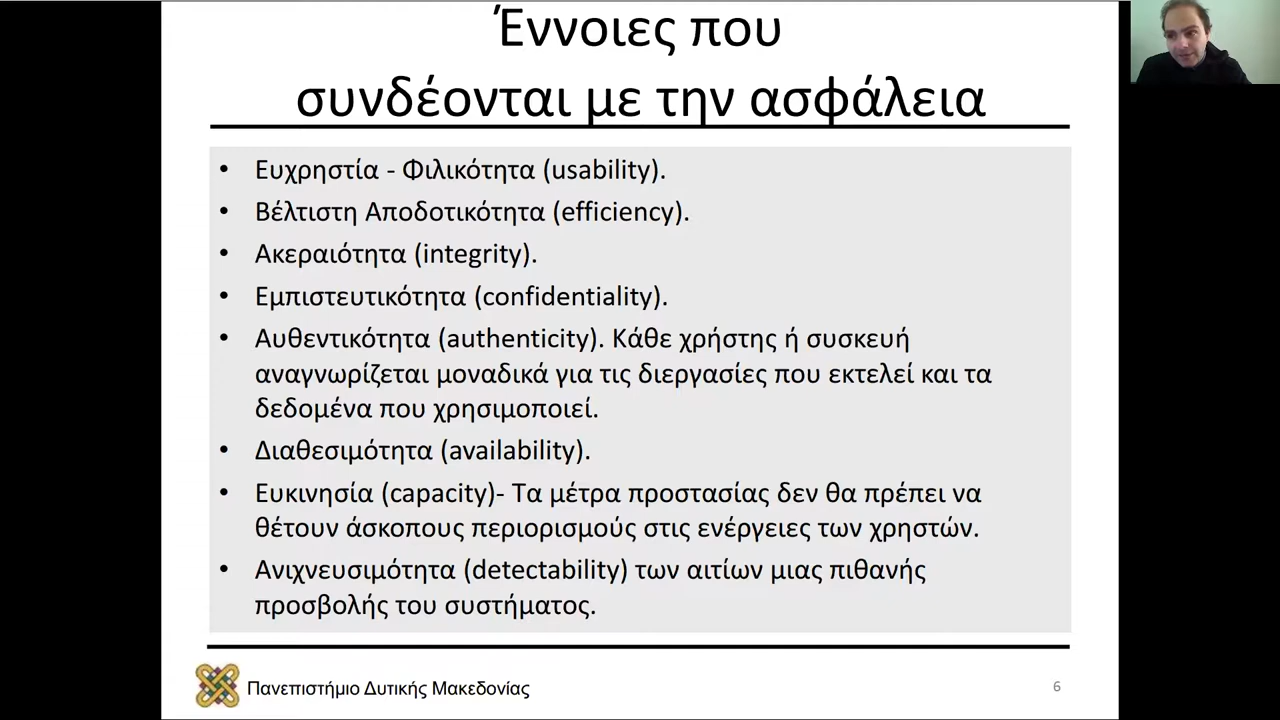 Έννοιες που
συνδέονται με την ασφάλεια
• Ευχρηστία - Φιλικότητα (usability).
• Βέλτιστη Αποδοτικότητα (efficiency).
• Ακεραιότητα (integrity).
• Εμπιστευτικότητα (confidentiality).
• Αυθεντικότητα (authenticity). Κάθε χρήστης ή συσκευή
αναγνωρίζεται μοναδικά για τις διεργασίες που εκτελεί και τα
δεδομένα που χρησιμοποιεί.
• Διαθεσιμότητα (availability).
• Ευκινησία (capacity)- Τα μέτρα προστασίας δεν θα πρέπει να
θέτουν άσκοπους περιορισμούς στις ενέργειες των χρηστών.
• Ανιχνευσιμότητα (detectability) των αιτίων μιας πιθανής
προσβολής του συστήματος.
Πανεπιστήμιο Δυτικής Μακεδονίας
6